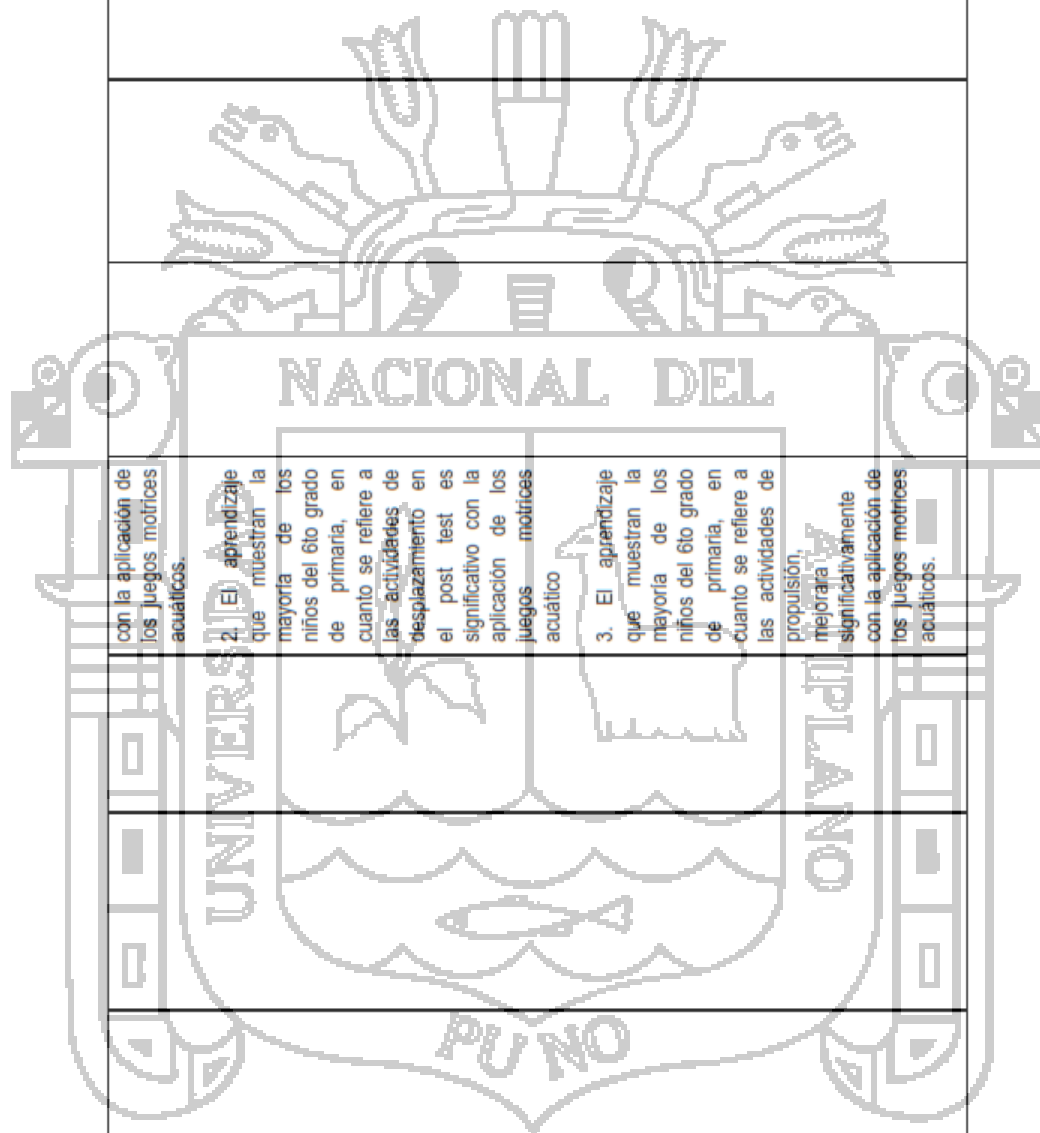 con la aplicación de
los juegos motrices
acuáticos.
2. El aprendizaje
que muestran la
mayoría de los
niños del 6to grado
de primaria, en
cuanto se refiere a
las actividades de
desplazamiento en
el post test es
significativo con la
aplicación de los
juegos motrices
acuático
3. El aprendizaje
que muestran la
mayoría de los
niños del 6to grado
de primaria, en
cuanto se refiere a
las actividades de
propulsión,
mejorara
significativamente
con la aplicación de
los juegos motrices
acuáticos.
UNIVERSIDAD
NACIONAL DEL
ALTIPLANO
PUNO